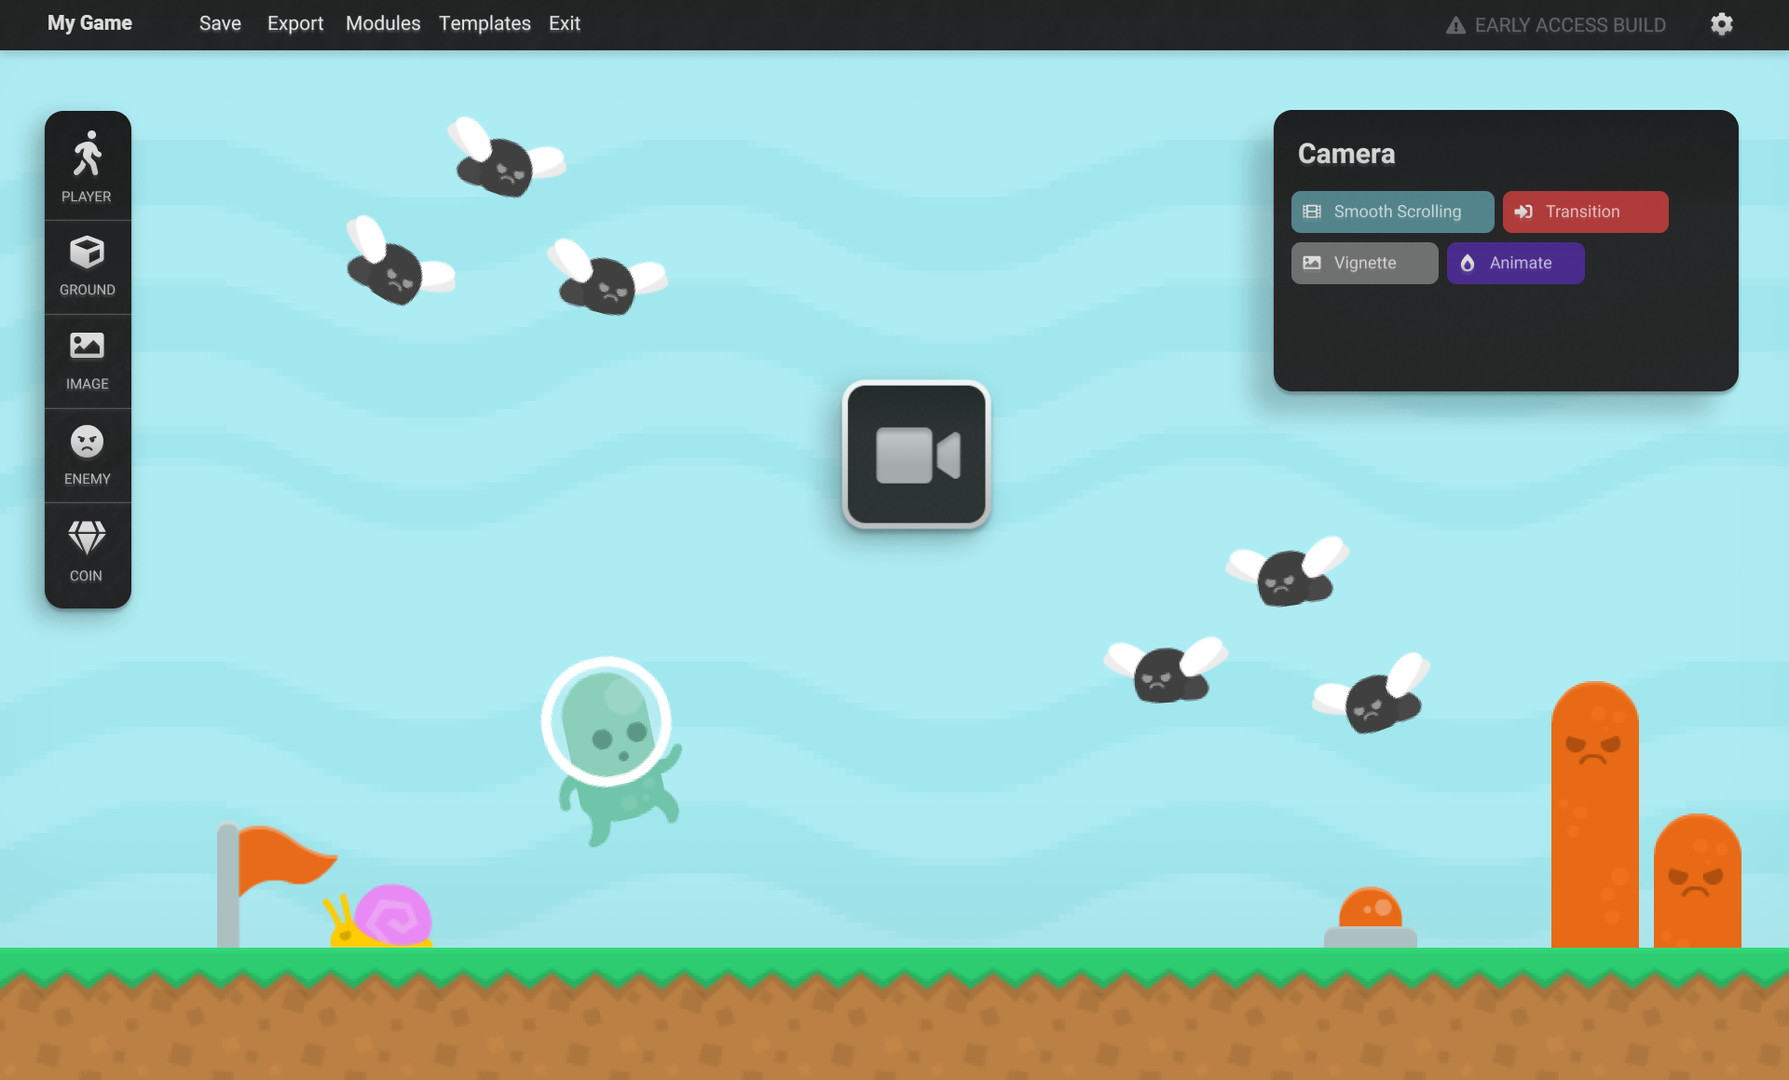 My Game Save Export Modules Templates Exit EARLY ACCESS BUILD
PLAYER
GROUND
IMAGE
ENEMY
COIN
Camera
Smooth Scrolling Transition
Vignette Animate